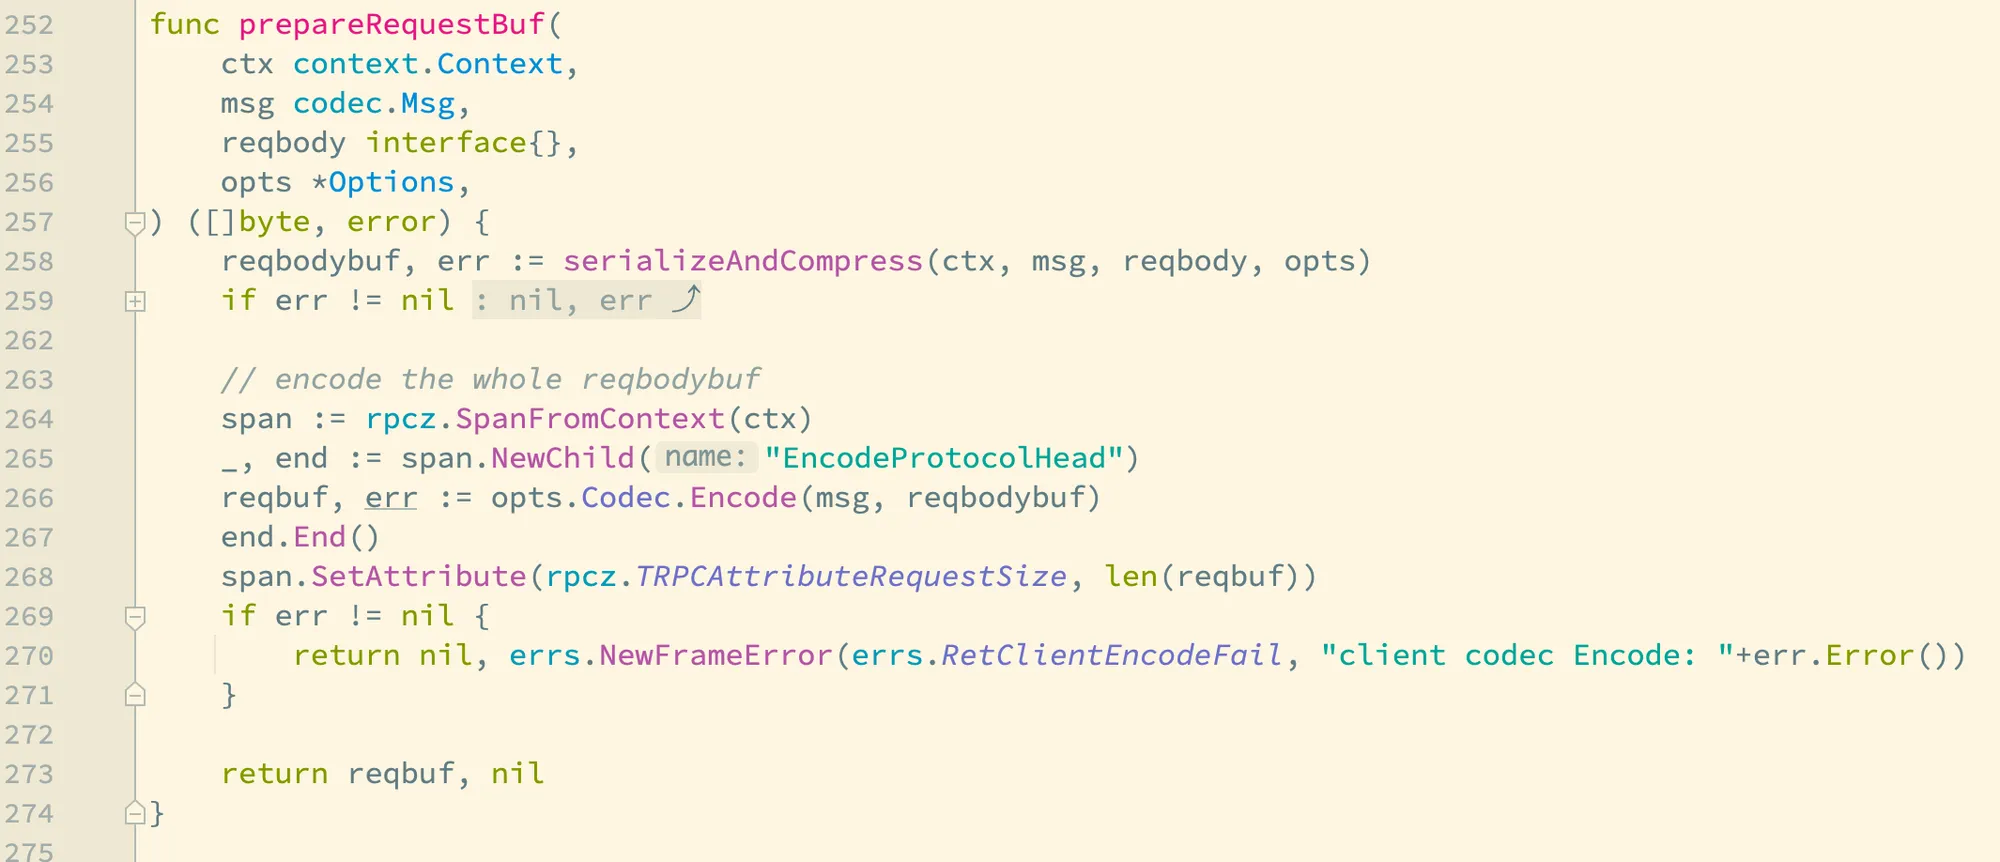 252 func prepareRequestBuf(
253 ctx context.Context,
254 msg codec.Msg,
255 reqbody interface{},
256 opts *Options,
257 ) ([]byte, error) {
258 reqbodybuf, err := serializeAndCompress(ctx, msg, reqbody, opts)
259 if err != nil : nil, err ⤴
262
263 // encode the whole reqbodybuf
264 span := rpcz.SpanFromContext(ctx)
265 _, end := span.NewChild( name: "EncodeProtocolHead")
266 reqbuf, err := opts.Codec.Encode(msg, reqbodybuf)
267 end.End()
268 span.SetAttribute(rpcz.TRPCAttributeRequestSize, len(reqbuf))
269 if err != nil {
270 return nil, errs.NewFrameError(errs.RetClientEncodeFail, "client codec Encode: "+err.Error())
271 }
272
273 return reqbuf, nil
274 }
275